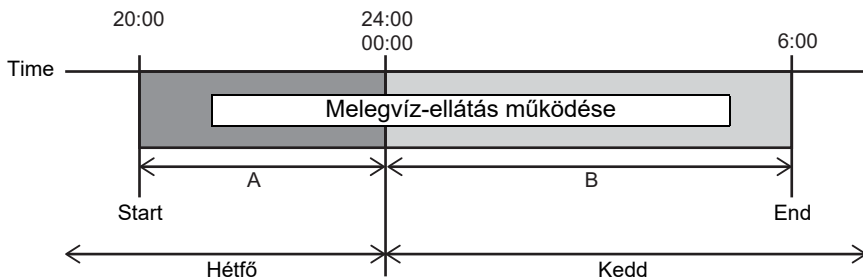 20:00
24:00
00:00
6:00
Time
Melegvíz-ellátás működése
A
B
Start
End
Hétfő
Kedd